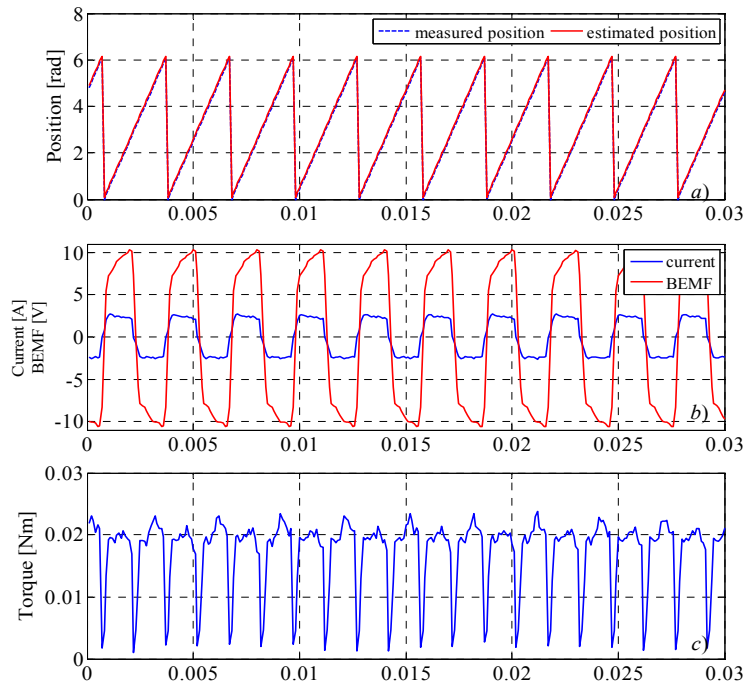 8
6
4
2
0
Position [rad]
measured position
estimated position
a)
0 0.005 0.01 0.015 0.02 0.025 0.03
10
5
0
-5
-10
Current [A]
BEMF [V]
current
BEMF
b)
0 0.005 0.01 0.015 0.02 0.025 0.03
0.03
0.02
0.01
0
Torque [Nm]
c)
0 0.005 0.01 0.015 0.02 0.025 0.03